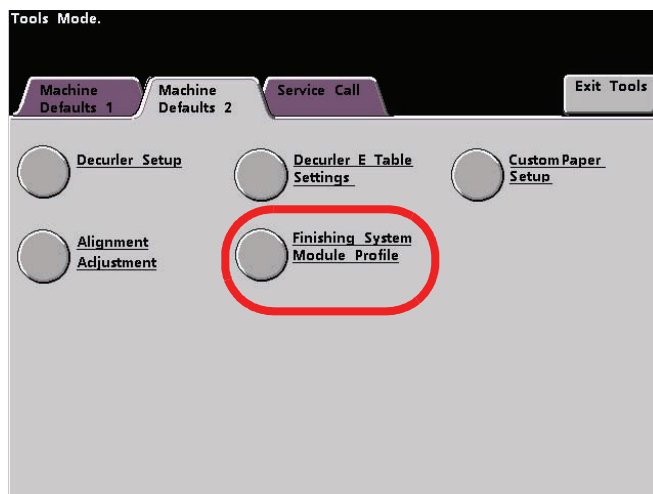 Tools Mode.
Machine
Defaults 1
Machine
Defaults 2
Service Call
Exit Tools
Decurler Setup
Decurler E Table
Settings
Custom Paper
Setup
Alignment
Adjustment
Finishing System
Module Profile